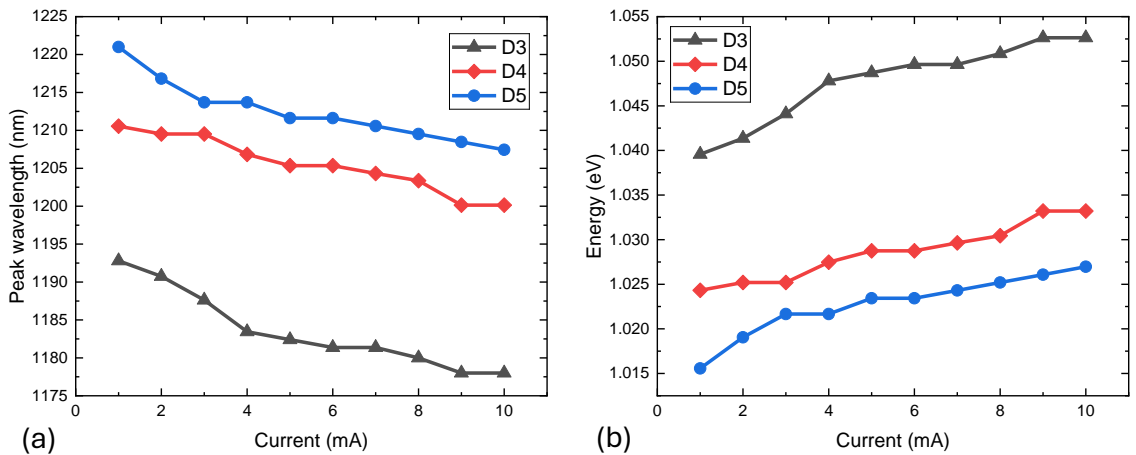 1225
1220
1215
1210
1205
1200
1195
1190
1185
1180
1175
Peak wavelength (nm)
D3
D4
D5
0 2 4 6 8 10
Current (mA)
(a)
1.055
1.050
1.045
1.040
1.035
1.030
1.025
1.020
1.015
Energy (eV)
D3
D4
D5
0 2 4 6 8 10
Current (mA)
(b)